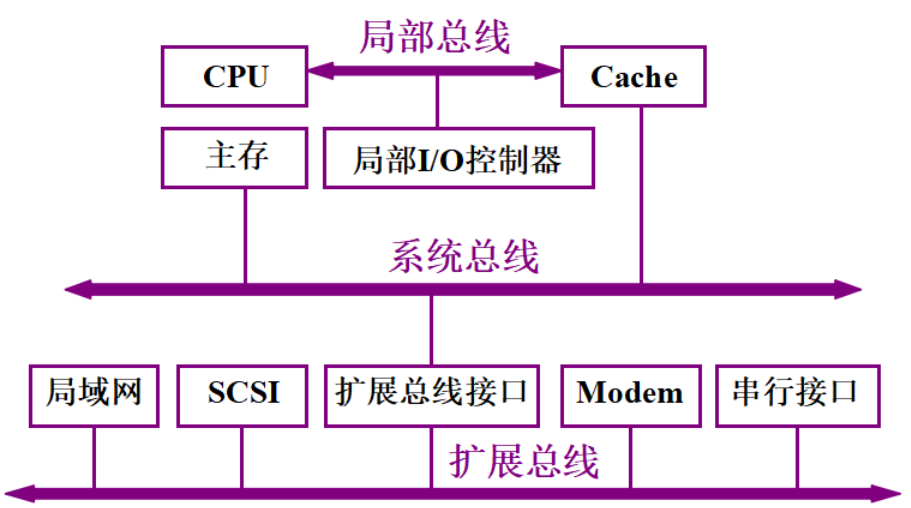 局部总线
CPU
Cache
主存
局部I/O控制器
系统总线
局域网
SCSI
扩展总线接口
Modem
串行接口
扩展总线